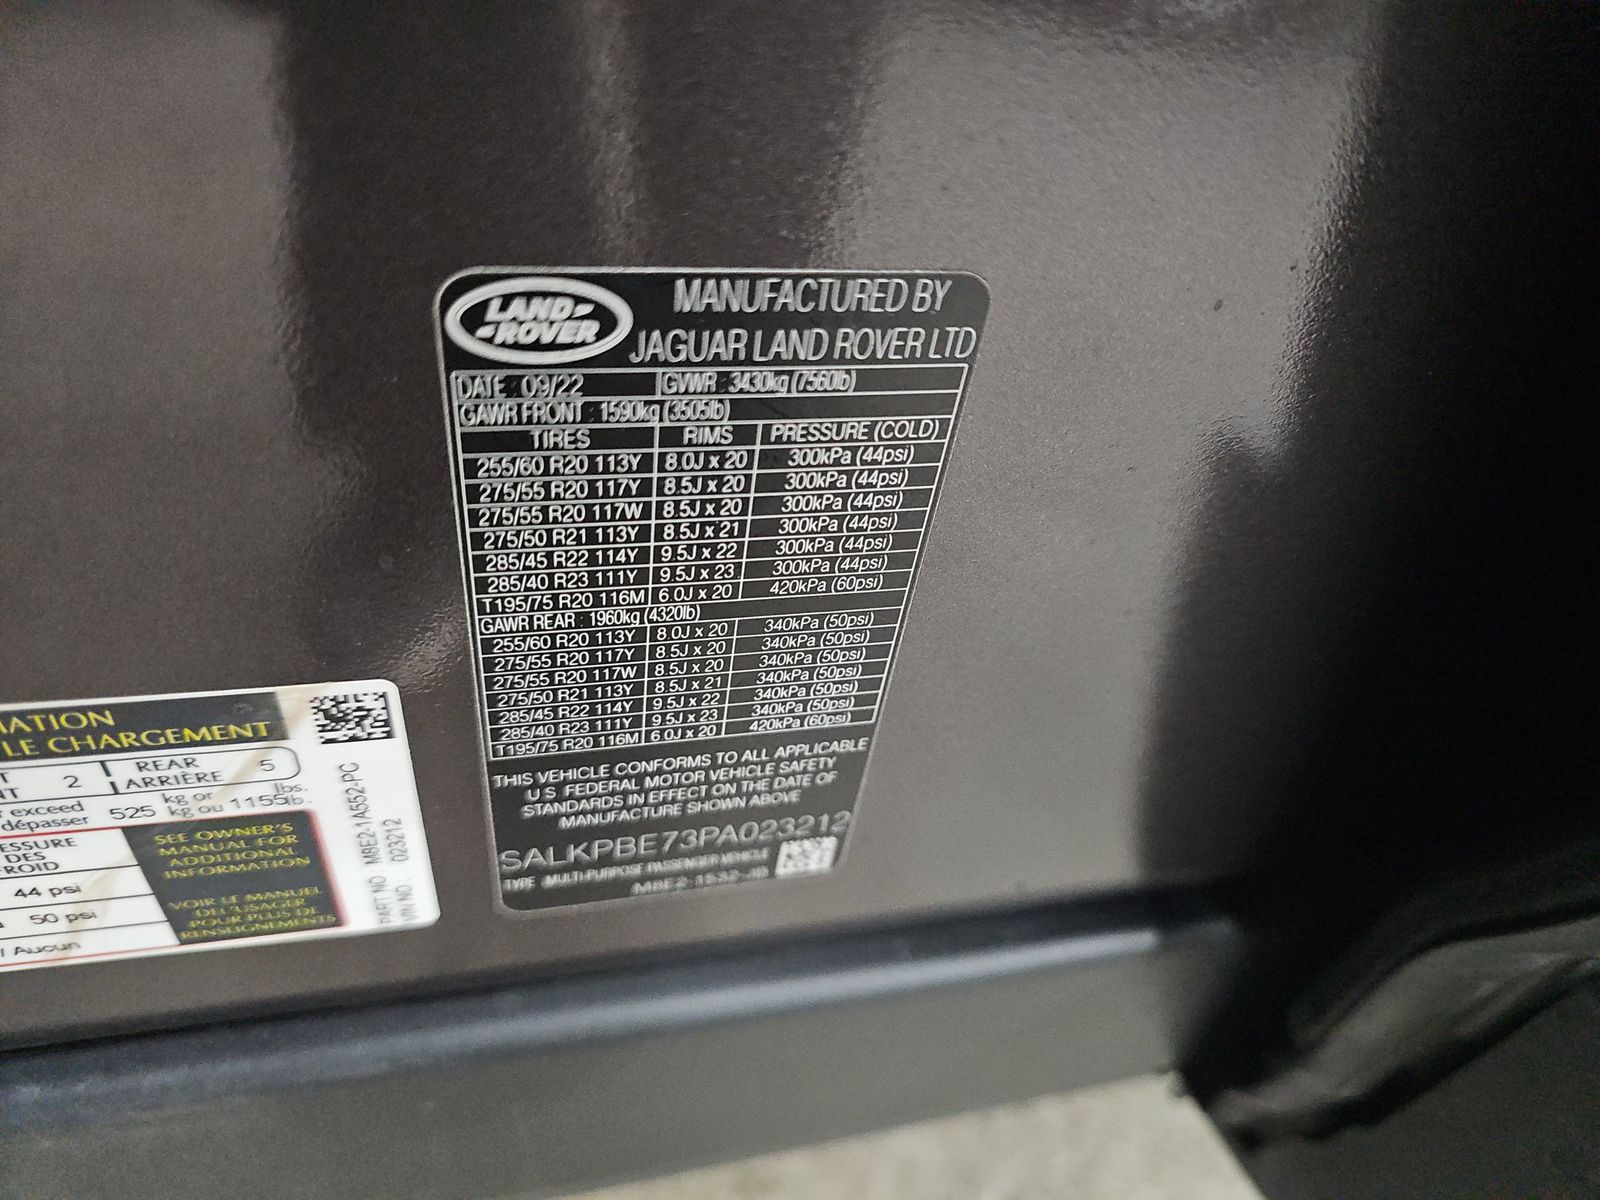 LAND-
-ROVER
MANUFACTURED BY
JAGUAR LAND ROVER LTD
DATE : 09/22 GVWR : 3430kg (7560lb)
GAWR FRONT : 1590kg (3505lb)
TIRES RIMS PRESSURE (COLD)
255/60 R20 113Y 8.0J x 20 300kPa (44psi)
275/55 R20 117Y 8.5J x 20 300kPa (44psi)
275/55 R20 117W 8.5J x 20 300kPa (44psi)
275/50 R21 113Y 8.5J x 21 300kPa (44psi)
285/45 R22 114Y 9.5J x 22 300kPa (44psi)
285/40 R23 111Y 9.5J x 23 300kPa (44psi)
T195/75 R20 116M 6.0J x 20 420kPa (60psi)
GAWR REAR : 1960kg (4320lb)
255/60 R20 113Y 8.0J x 20 340kPa (50psi)
275/55 R20 117Y 8.5J x 20 340kPa (50psi)
275/55 R20 117W 8.5J x 20 340kPa (50psi)
275/50 R21 113Y 8.5J x 21 340kPa (50psi)
285/45 R22 114Y 9.5J x 22 340kPa (50psi)
285/40 R23 111Y 9.5J x 23 340kPa (50psi)
T195/75 R20 116M 6.0J x 20 420kPa (60psi)
THIS VEHICLE CONFORMS TO ALL APPLICABLE
U.S. FEDERAL MOTOR VEHICLE SAFETY
STANDARDS IN EFFECT ON THE DATE OF
MANUFACTURE SHOWN ABOVE
SALKPBE73PA023212
TYPE : MULTI-PURPOSE PASSENGER VEHICLE
M8E2-1532-JB
MATION
LE CHARGEMENT
T 2 REAR 5
NT ARRIÈRE
exceed 525 kg or 1155 lbs.
dépasser kg ou lb.
ESSURE
DES
FROID
44 psi
50 psi
Aucun
SEE OWNER'S
MANUAL FOR
ADDITIONAL
INFORMATION
VOIR LE MANUEL
DE L'USAGER
POUR PLUS DE
RENSEIGNEMENTS
PART NO : M8E2-1A552-PC
VIN NO : 023212